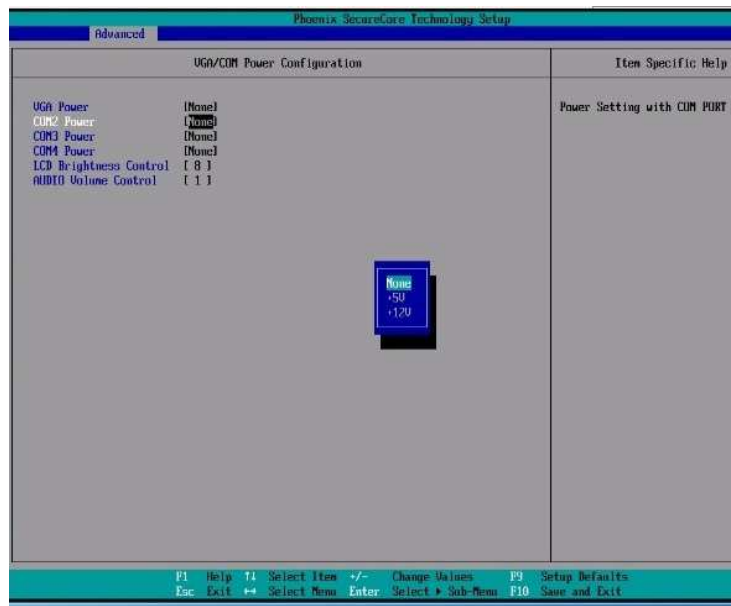 Phoenix SecureCore Technology Setup
Advanced
VGA/COM Power Configuration
Item Specific Help
VGA Power [None]
COM2 Power [None]
COM3 Power [None]
COM4 Power [None]
LCD Brightness Control [ 8 ]
AUDIO Volume Control [ 1 ]
Power Setting with COM PORT
None
+5V
+12V
F1 Help ↑↓ Select Item +/- Change Values F9 Setup Defaults
Esc Exit ↔ Select Menu Enter Select ▶ Sub-Menu F10 Save and Exit